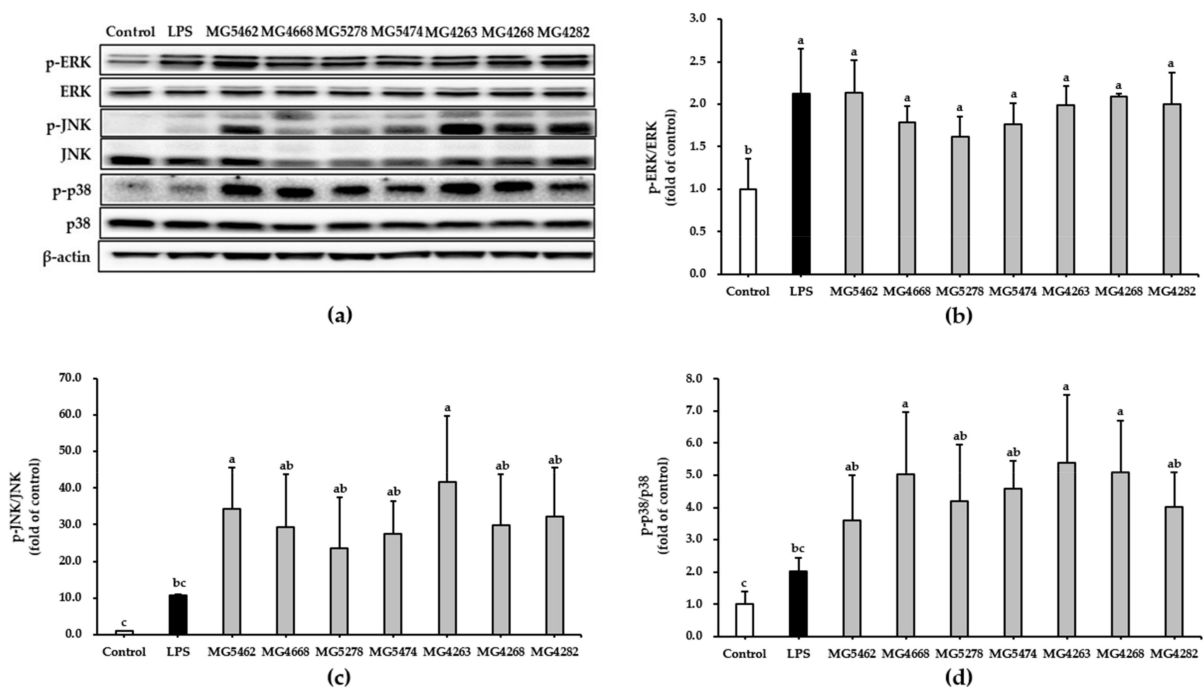 Control LPS MG5462 MG4668 MG5278 MG5474 MG4263 MG4268 MG4282
p-ERK
ERK
p-JNK
JNK
p-p38
p38
β-actin
(a)
p-ERK/ERK
(fold of control)
3.0
2.5
2.0
1.5
1.0
0.5
0.0
b
a
a
a
a
a
a
a
a
Control LPS MG5462 MG4668 MG5278 MG5474 MG4263 MG4268 MG4282
(b)
p-JNK/JNK
(fold of control)
70.0
60.0
50.0
40.0
30.0
20.0
10.0
0.0
c
bc
a
ab
ab
ab
a
ab
ab
Control LPS MG5462 MG4668 MG5278 MG5474 MG4263 MG4268 MG4282
(c)
p-p38/p38
(fold of control)
8.0
7.0
6.0
5.0
4.0
3.0
2.0
1.0
0.0
c
bc
ab
a
ab
ab
a
a
ab
Control LPS MG5462 MG4668 MG5278 MG5474 MG4263 MG4268 MG4282
(d)